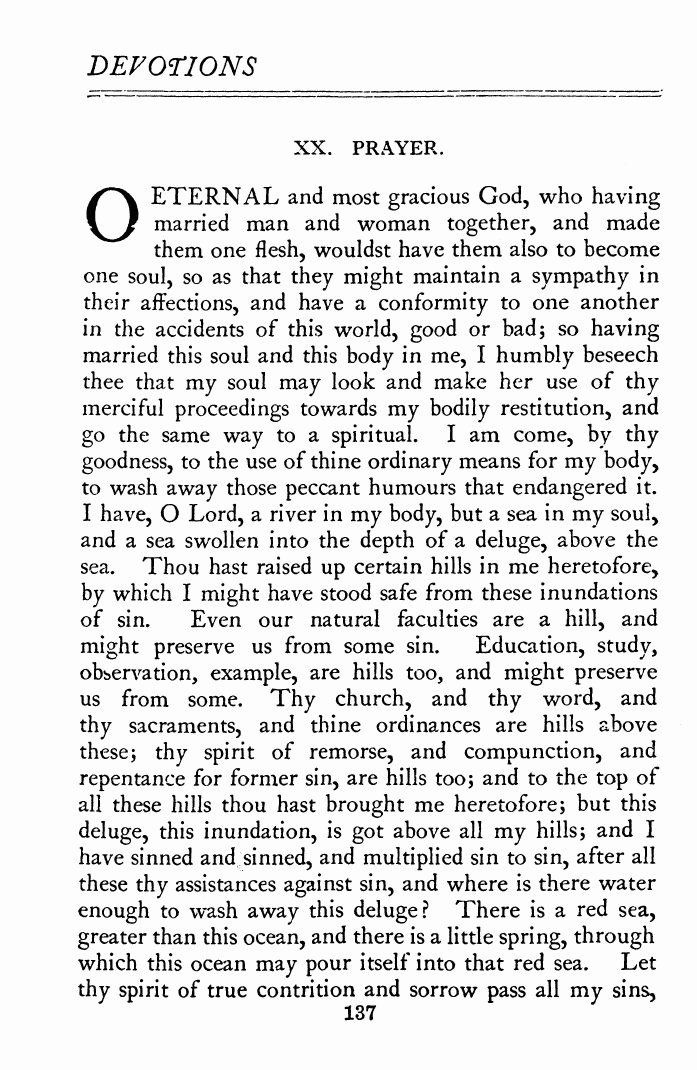 DEVOTIONS
XX. PRAYER.
O ETERNAL and most gracious God, who having
married man and woman together, and made
them one flesh, wouldst have them also to become
one soul, so as that they might maintain a sympathy in
their affections, and have a conformity to one another
in the accidents of this world, good or bad; so having
married this soul and this body in me, I humbly beseech
thee that my soul may look and make her use of thy
merciful proceedings towards my bodily restitution, and
go the same way to a spiritual. I am come, by thy
goodness, to the use of thine ordinary means for my body,
to wash away those peccant humours that endangered it.
I have, O Lord, a river in my body, but a sea in my soul,
and a sea swollen into the depth of a deluge, above the
sea. Thou hast raised up certain hills in me heretofore,
by which I might have stood safe from these inundations
of sin. Even our natural faculties are a hill, and
might preserve us from some sin. Education, study,
observation, example, are hills too, and might preserve
us from some. Thy church, and thy word, and
thy sacraments, and thine ordinances are hills above
these; thy spirit of remorse, and compunction, and
repentance for former sin, are hills too; and to the top of
all these hills thou hast brought me heretofore; but this
deluge, this inundation, is got above all my hills; and I
have sinned and sinned, and multiplied sin to sin, after all
these thy assistances against sin, and where is there water
enough to wash away this deluge? There is a red sea,
greater than this ocean, and there is a little spring, through
which this ocean may pour itself into that red sea. Let
thy spirit of true contrition and sorrow pass all my sins,
137